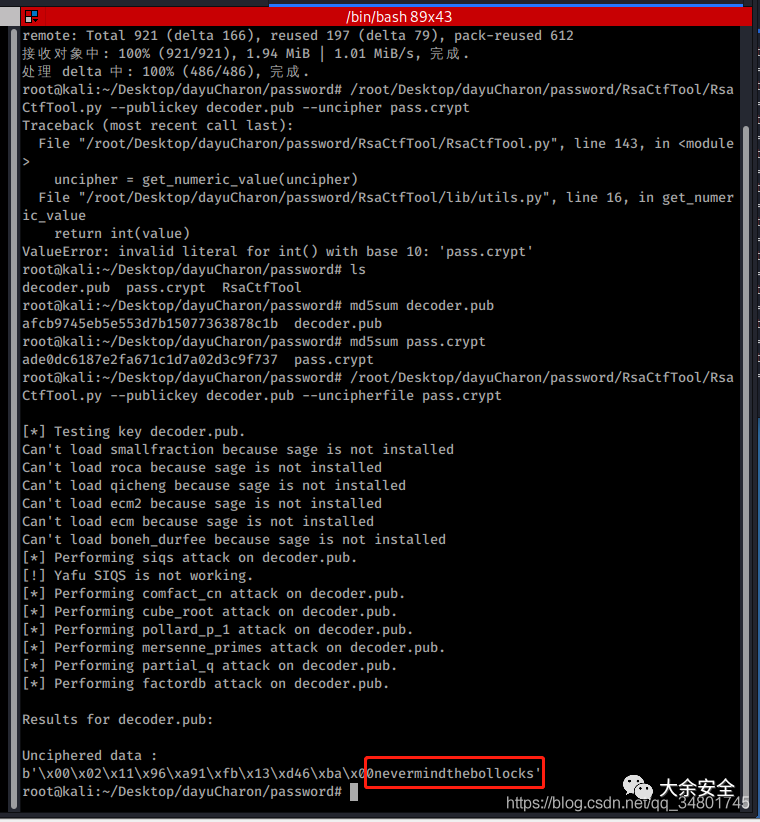 /bin/bash 89x43
remote: Total 921 (delta 166), reused 197 (delta 79), pack-reused 612
接收对象中: 100% (921/921), 1.94 MiB | 1.01 MiB/s, 完成.
处理 delta 中: 100% (486/486), 完成.
root@kali:~/Desktop/dayuCharon/password# /root/Desktop/dayuCharon/password/RsaCtfTool/Rsa
CtfTool.py --publickey decoder.pub --uncipher pass.crypt
Traceback (most recent call last):
  File "/root/Desktop/dayuCharon/password/RsaCtfTool/RsaCtfTool.py", line 143, in <module
>
    uncipher = get_numeric_value(uncipher)
  File "/root/Desktop/dayuCharon/password/RsaCtfTool/lib/utils.py", line 16, in get_numer
ic_value
    return int(value)
ValueError: invalid literal for int() with base 10: 'pass.crypt'
root@kali:~/Desktop/dayuCharon/password# ls
decoder.pub  pass.crypt  RsaCtfTool
root@kali:~/Desktop/dayuCharon/password# md5sum decoder.pub
afcb9745eb5e553d7b15077363878c1b  decoder.pub
root@kali:~/Desktop/dayuCharon/password# md5sum pass.crypt
ade0dc6187e2fa671c1d7a02d3c9f737  pass.crypt
root@kali:~/Desktop/dayuCharon/password# /root/Desktop/dayuCharon/password/RsaCtfTool/Rsa
CtfTool.py --publickey decoder.pub --uncipherfile pass.crypt

[*] Testing key decoder.pub.
Can't load smallfraction because sage is not installed
Can't load roca because sage is not installed
Can't load qicheng because sage is not installed
Can't load ecm2 because sage is not installed
Can't load ecm because sage is not installed
Can't load boneh_durfee because sage is not installed
[*] Performing siqs attack on decoder.pub.
[!] Yafu SIQS is not working.
[*] Performing comfact_cn attack on decoder.pub.
[*] Performing cube_root attack on decoder.pub.
[*] Performing pollard_p_1 attack on decoder.pub.
[*] Performing mersenne_primes attack on decoder.pub.
[*] Performing partial_q attack on decoder.pub.
[*] Performing factordb attack on decoder.pub.

Results for decoder.pub:

Unciphered data :
b'\x00\x02\x11\x96\xa91\xfb\x13\xd46\xba\x00nevermindthebollocks'
root@kali:~/Desktop/dayuCharon/password#
大余安全
https://blog.csdn.net/qq_34801745